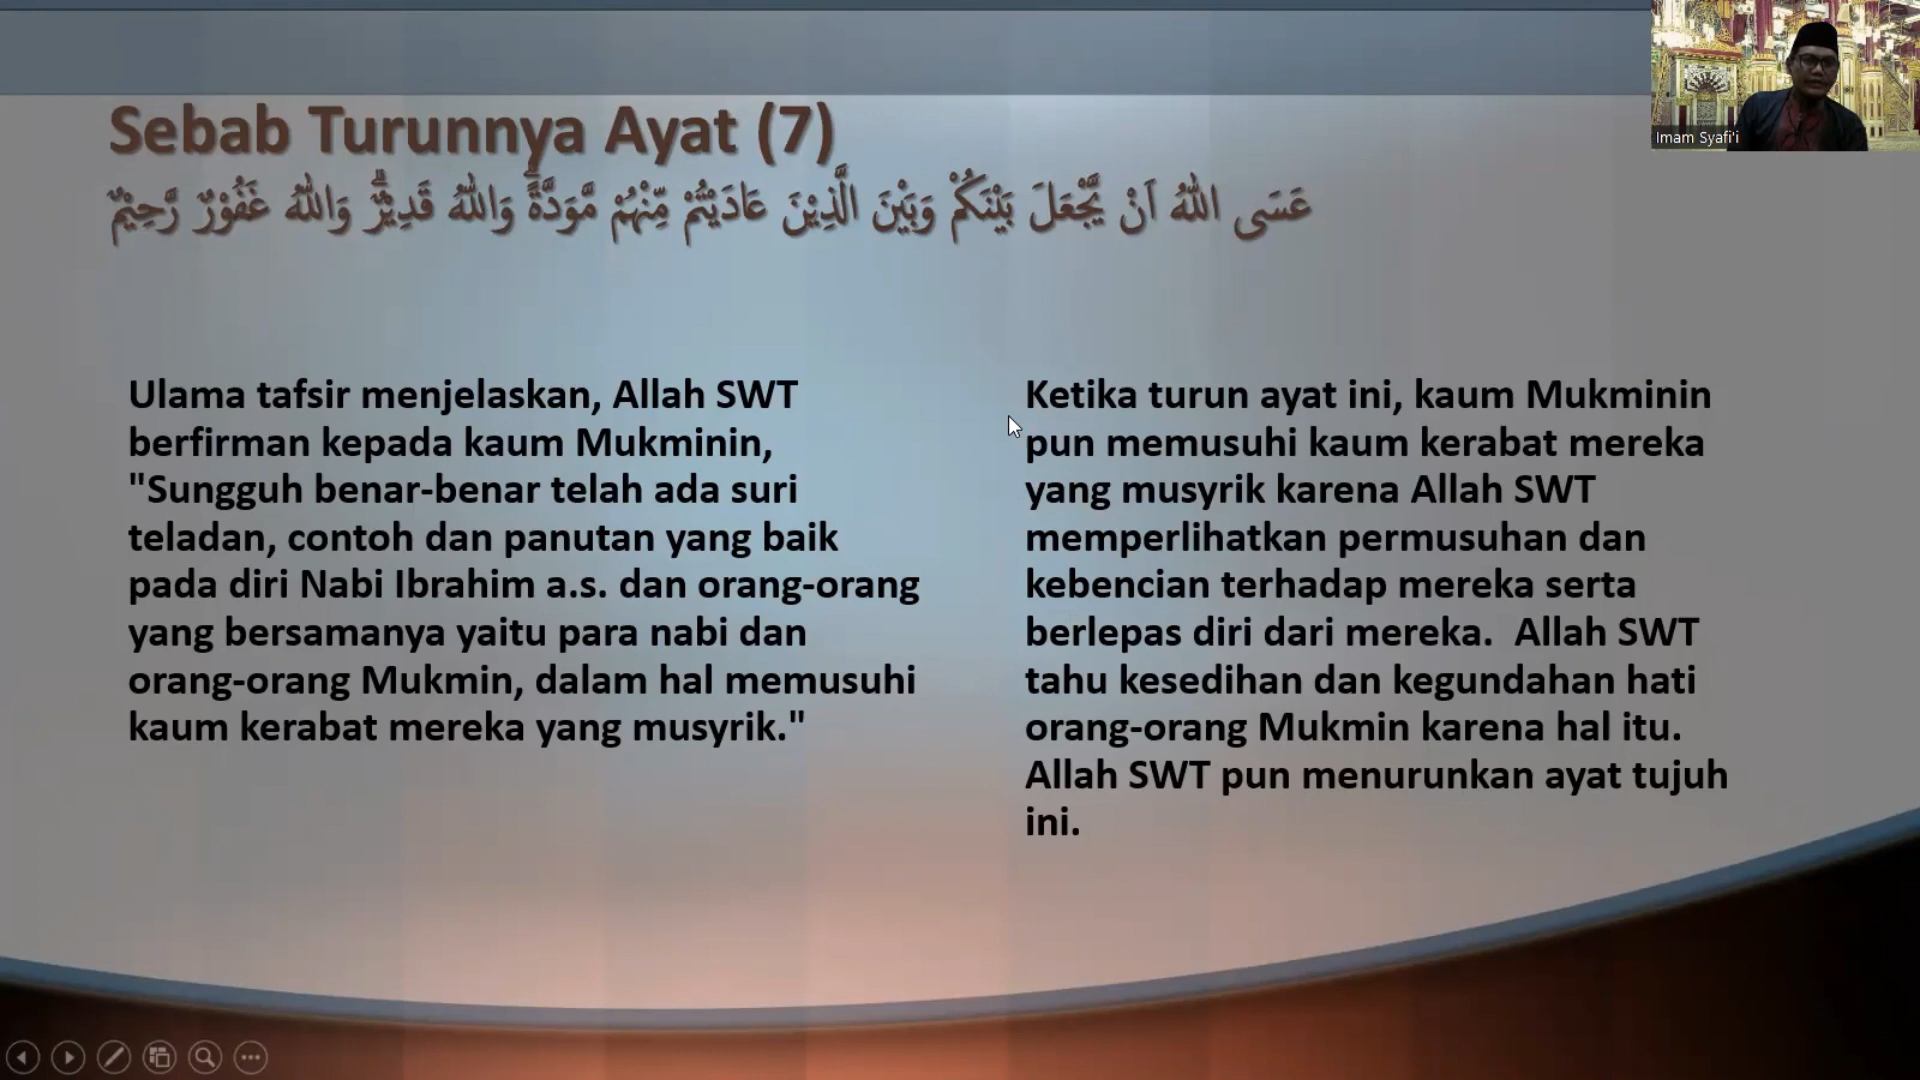 Sebab Turunnya Ayat (7)
عَسَى اللّٰهُ اَنْ يَّجْعَلَ بَيْنَكُمْ وَبَيْنَ الَّذِيْنَ عَادَيْتُمْ مِّنْهُمْ مَّوَدَّةًۗ وَاللّٰهُ قَدِيْرٌۗ وَاللّٰهُ غَفُوْرٌ رَّحِيْمٌ
Ulama tafsir menjelaskan, Allah SWT
berfirman kepada kaum Mukminin,
"Sungguh benar-benar telah ada suri
teladan, contoh dan panutan yang baik
pada diri Nabi Ibrahim a.s. dan orang-orang
yang bersamanya yaitu para nabi dan
orang-orang Mukmin, dalam hal memusuhi
kaum kerabat mereka yang musyrik."
Ketika turun ayat ini, kaum Mukminin
pun memusuhi kaum kerabat mereka
yang musyrik karena Allah SWT
memperlihatkan permusuhan dan
kebencian terhadap mereka serta
berlepas diri dari mereka.  Allah SWT
tahu kesedihan dan kegundahan hati
orang-orang Mukmin karena hal itu.
Allah SWT pun menurunkan ayat tujuh
ini.
Imam Syafi'i